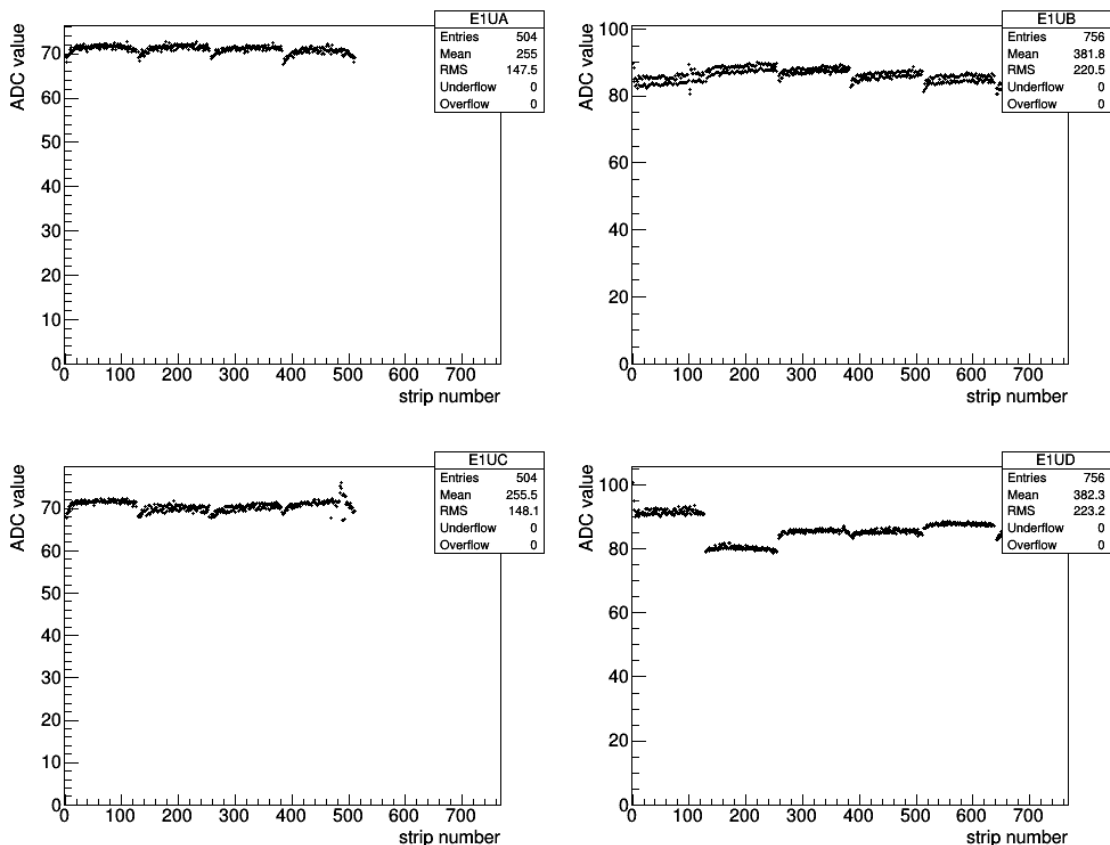 E1UA
Entries 504
Mean 255
RMS 147.5
Underflow 0
Overflow 0
ADC value
70
60
50
40
30
20
10
0
0 100 200 300 400 500 600 700
strip number
E1UB
Entries 756
Mean 381.8
RMS 220.5
Underflow 0
Overflow 0
ADC value
100
80
60
40
20
0
0 100 200 300 400 500 600 700
strip number
E1UC
Entries 504
Mean 255.5
RMS 148.1
Underflow 0
Overflow 0
ADC value
70
60
50
40
30
20
10
0
0 100 200 300 400 500 600 700
strip number
E1UD
Entries 756
Mean 382.3
RMS 223.2
Underflow 0
Overflow 0
ADC value
100
80
60
40
20
0
0 100 200 300 400 500 600 700
strip number